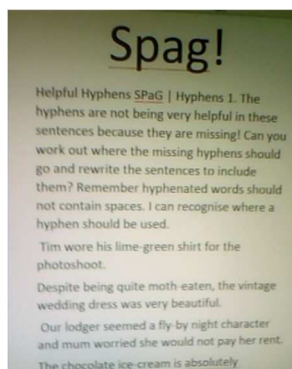 Spag!
Helpful Hyphens SPaG | Hyphens 1. The
hyphens are not being very helpful in these
sentences because they are missing! Can you
work out where the missing hyphens should
go and rewrite the sentences to include
them? Remember hyphenated words should
not contain spaces. I can recognise where a
hyphen should be used.
Tim wore his lime-green shirt for the
photoshoot.
Despite being quite moth-eaten, the vintage
wedding dress was very beautiful.
Our lodger seemed a fly-by night character
and mum worried she would not pay her rent.
The chocolate ice-cream is absolutely